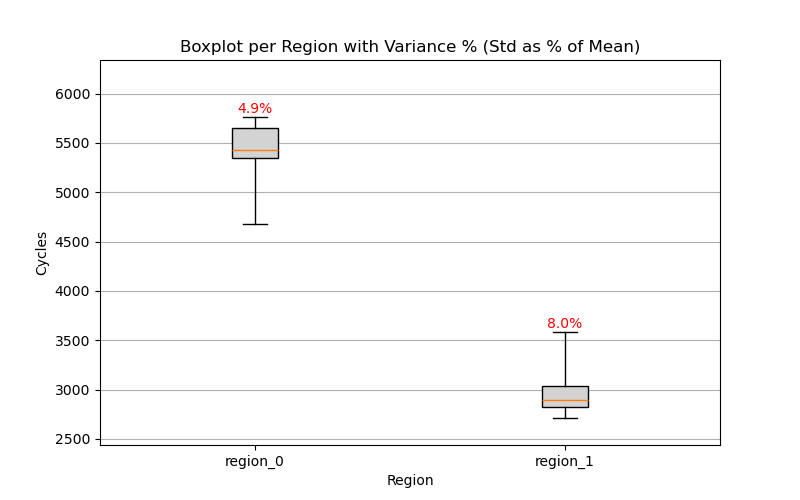 Boxplot per Region with Variance % (Std as % of Mean)
6000
5500
5000
4500
4000
3500
3000
2500
Cycles
4.9%
8.0%
region_0
region_1
Region